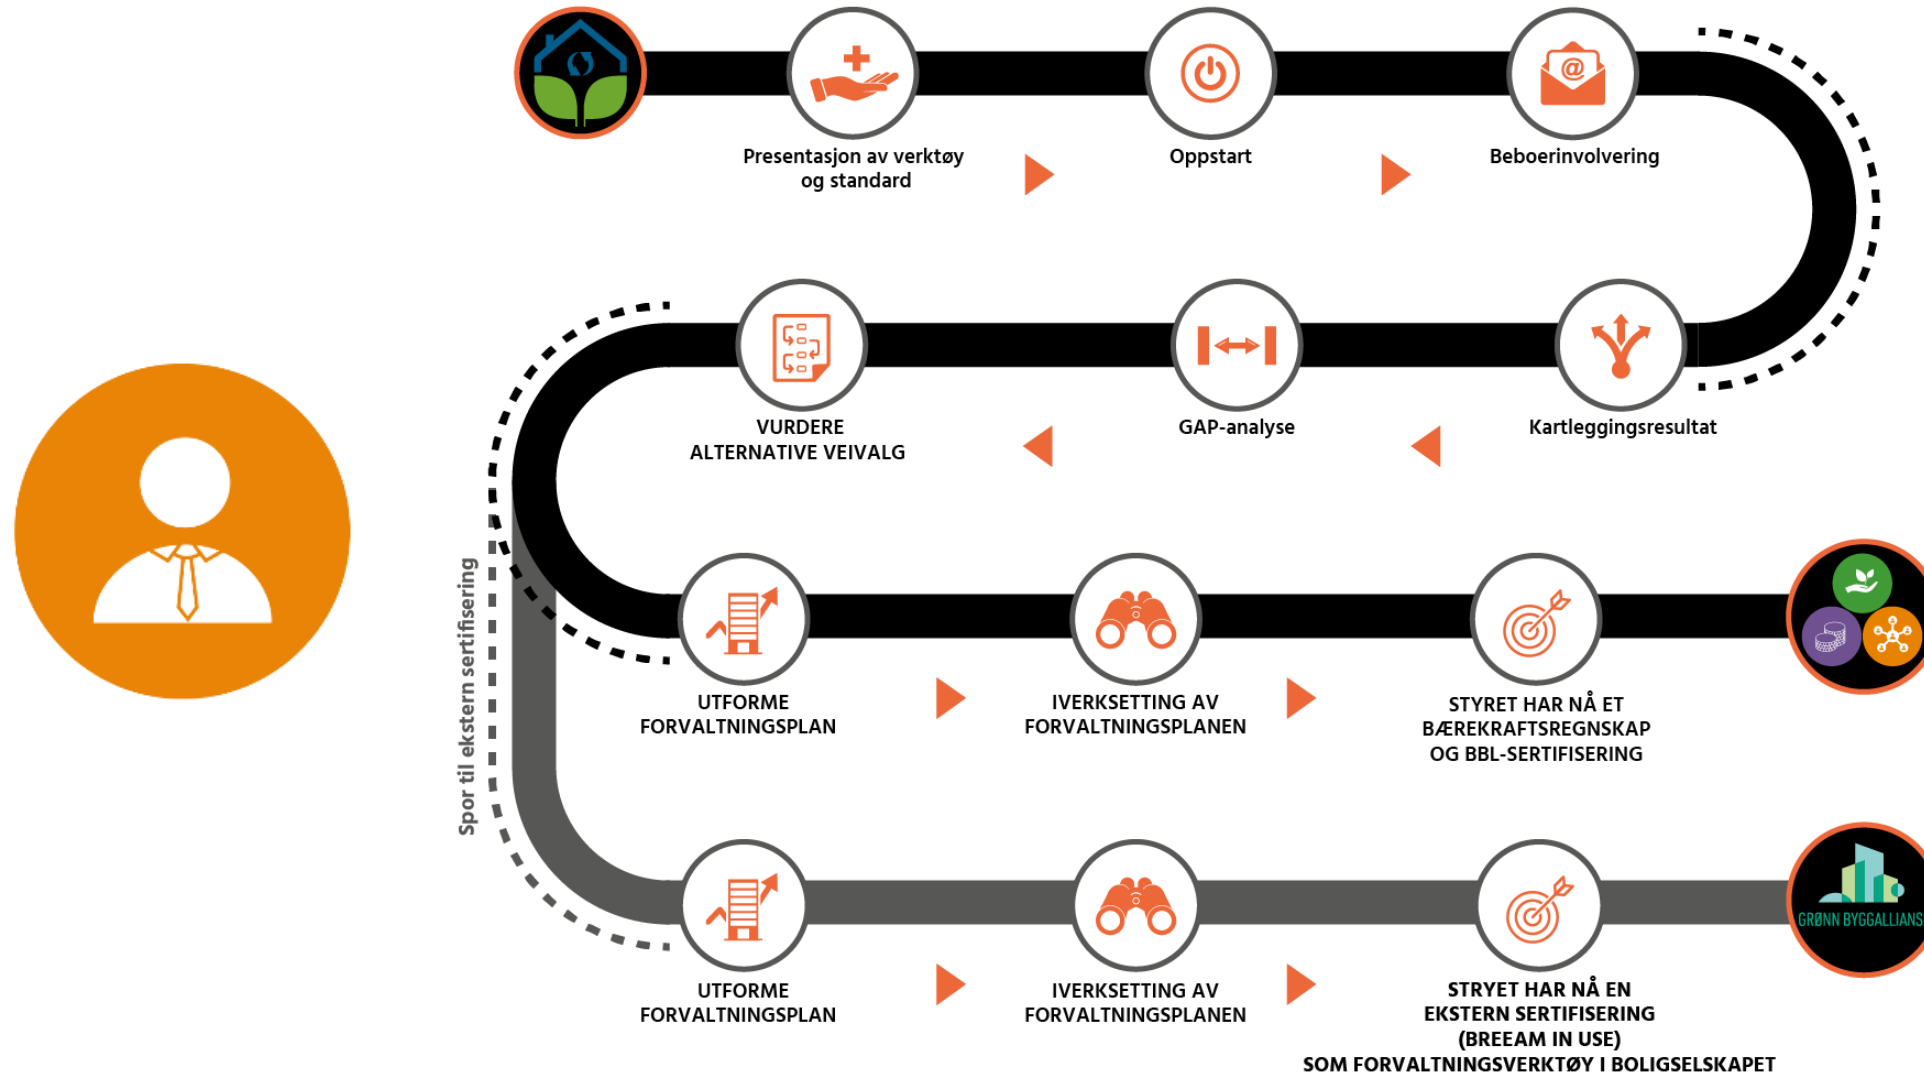 Presentasjon av verktøy
og standard
Oppstart
Beboerinvolvering
VURDERE
ALTERNATIVE VEIVALG
GAP-analyse
Kartleggingsresultat
Spor til ekstern sertifisering
UTFORME
FORVALTNINGSPLAN
IVERKSETTING AV
FORVALTNINGSPLANEN
STYRET HAR NÅ ET
BÆREKRAFTSREGNSKAP
OG BBL-SERTIFISERING
GRØNN BYGGALLIANS
UTFORME
FORVALTNINGSPLAN
IVERKSETTING AV
FORVALTNINGSPLANEN
STRYET HAR NÅ EN
EKSTERN SERTIFISERING
(BREEAM IN USE)
SOM FORVALTNINGSVERKTØY I BOLIGSELSKAPET